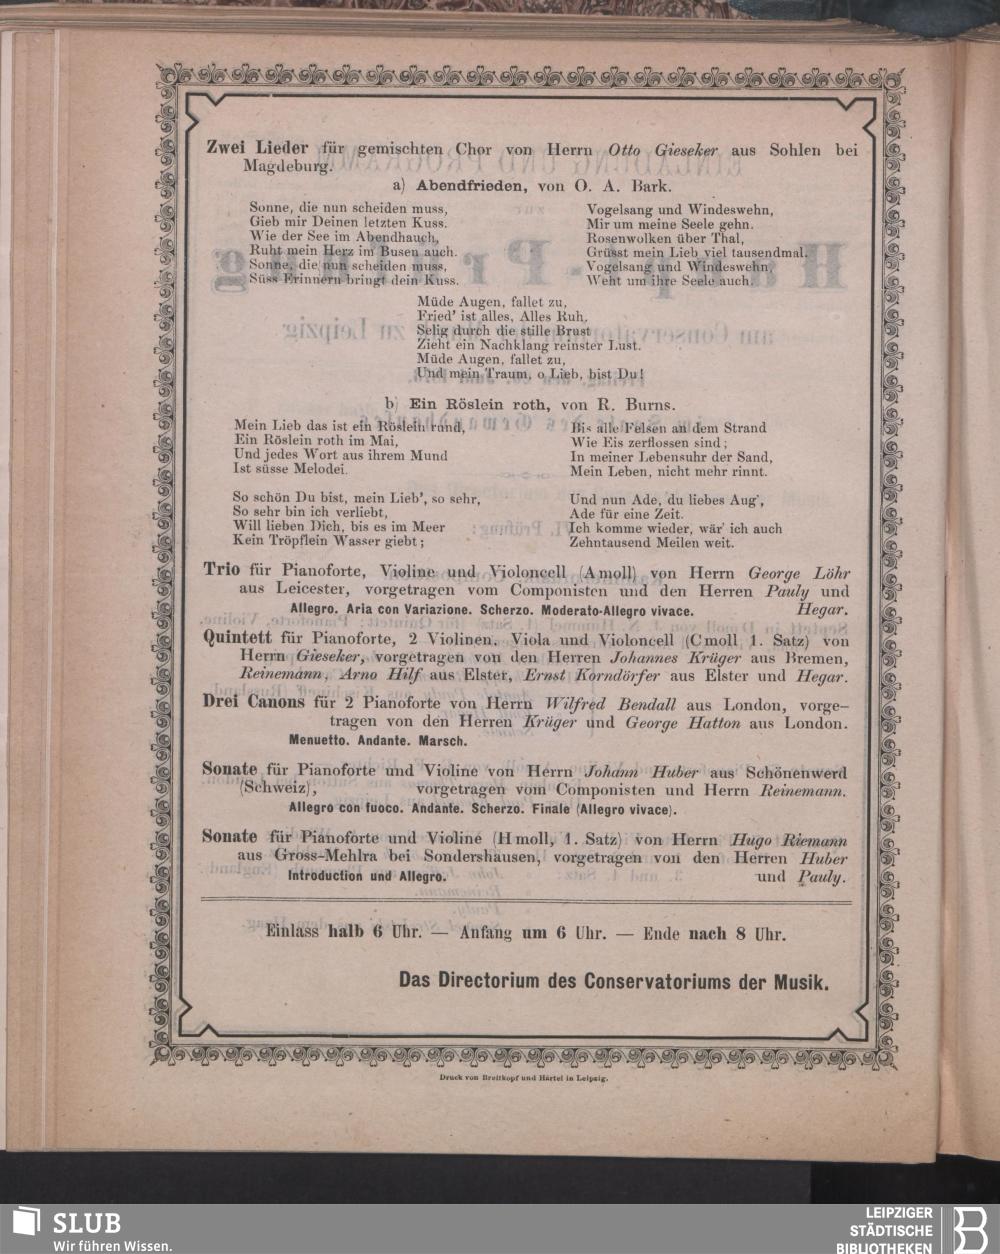 Zwei Lieder für gemischten Chor von Herrn Otto Gieseker aus Sohlen bei
Magdeburg.
a) Abendfrieden, von O. A. Bark.
Sonne, die nun scheiden muss,
Gieb mir Deinen letzten Kuss.
Wie der See im Abendhauch,
Ruht mein Herz im Busen auch.
Sonne, die nun scheiden muss,
Süss Erinnern bringt dein Kuss.
Vogelsang und Windeswehn,
Mir um meine Seele gehn.
Rosenwolken über Thal,
Grüsst mein Lieb viel tausendmal.
Vogelsang und Windeswehn,
Weht um ihre Seele auch.
Müde Augen, fallet zu,
Fried' ist alles, Alles Ruh,
Selig durch die stille Brust
Zieht ein Nachklang reinster Lust.
Müde Augen, fallet zu,
Und mein Traum, o Lieb, bist Du!
b) Ein Röslein roth, von R. Burns.
Mein Lieb das ist ein Röslein rund,
Ein Röslein roth im Mai,
Und jedes Wort aus ihrem Mund
Ist süsse Melodei.
So schön Du bist, mein Lieb', so sehr,
So sehr bin ich verliebt,
Will lieben Dich, bis es im Meer
Kein Tröpflein Wasser giebt;
Bis alle Felsen an dem Strand
Wie Eis zerflossen sind;
In meiner Lebensuhr der Sand,
Mein Leben, nicht mehr rinnt.
Und nun Ade, du liebes Aug',
Ade für eine Zeit.
Ich komme wieder, wär' ich auch
Zehntausend Meilen weit.
Trio für Pianoforte, Violine und Violoncell (A moll) von Herrn George Löhr
aus Leicester, vorgetragen vom Componisten und den Herren Pauly und
Allegro. Aria con Variazione. Scherzo. Moderato-Allegro vivace. Hegar.
Quintett für Pianoforte, 2 Violinen, Viola und Violoncell (C moll 1. Satz) von
Herrn Gieseker, vorgetragen von den Herren Johannes Krüger aus Bremen,
Reinemann, Arno Hilf aus Elster, Ernst Korndörfer aus Elster und Hegar.
Drei Canons für 2 Pianoforte von Herrn Wilfred Bendall aus London, vorge-
tragen von den Herren Krüger und George Hatton aus London.
Menuetto. Andante. Marsch.
Sonate für Pianoforte und Violine von Herrn Johann Huber aus Schönenwerd
(Schweiz), vorgetragen vom Componisten und Herrn Reinemann.
Allegro con fuoco. Andante. Scherzo. Finale (Allegro vivace).
Sonate für Pianoforte und Violine (H moll, 1. Satz) von Herrn Hugo Riemann
aus Gross-Mehlra bei Sondershausen, vorgetragen von den Herren Huber
Introduction und Allegro. und Pauly.
Einlass halb 6 Uhr. — Anfang um 6 Uhr. — Ende nach 8 Uhr.
Das Directorium des Conservatoriums der Musik.
Druck von Breitkopf und Härtel in Leipzig.
SLUB
Wir führen Wissen.
LEIPZIGER
STÄDTISCHE
BIBLIOTHEKEN